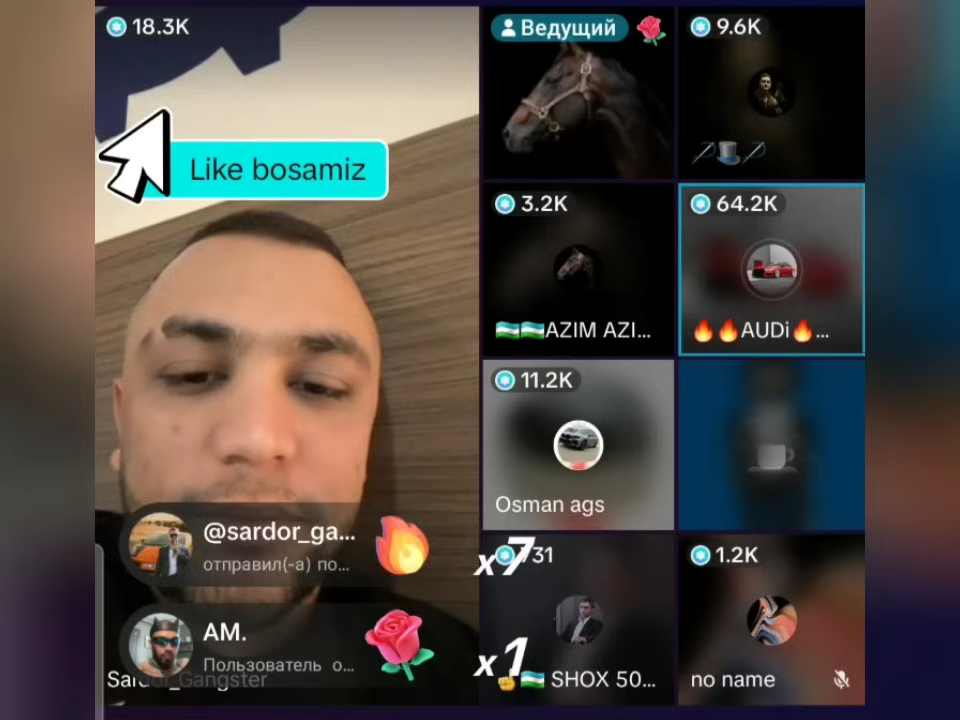 18.3K
Like bosamiz
@sardor_ga...
отправил(-а) по...
x7
AM.
Пользователь о...
x1
Sardor_Gangster
Ведущий
9.6K
3.2K
🇺🇿🇺🇿AZIM AZI...
64.2K
🔥🔥AUDi🔥...
11.2K
Osman ags
731
☝️🇺🇿 SHOX 50...
1.2K
no name